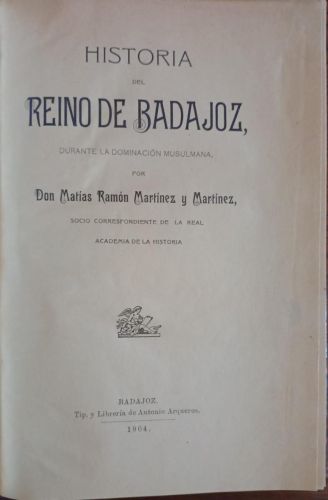 HISTORIA
DEL
REINO DE BADAJOZ,
DURANTE LA DOMINACIÓN MUSULMANA,
POR
Don Matías Ramón Martínez y Martínez,
SOCIO CORRESPONDIENTE DE LA REAL
ACADEMIA DE LA HISTORIA
BADAJOZ.
Tip. y Librería de Antonio Arqueros.
1904.